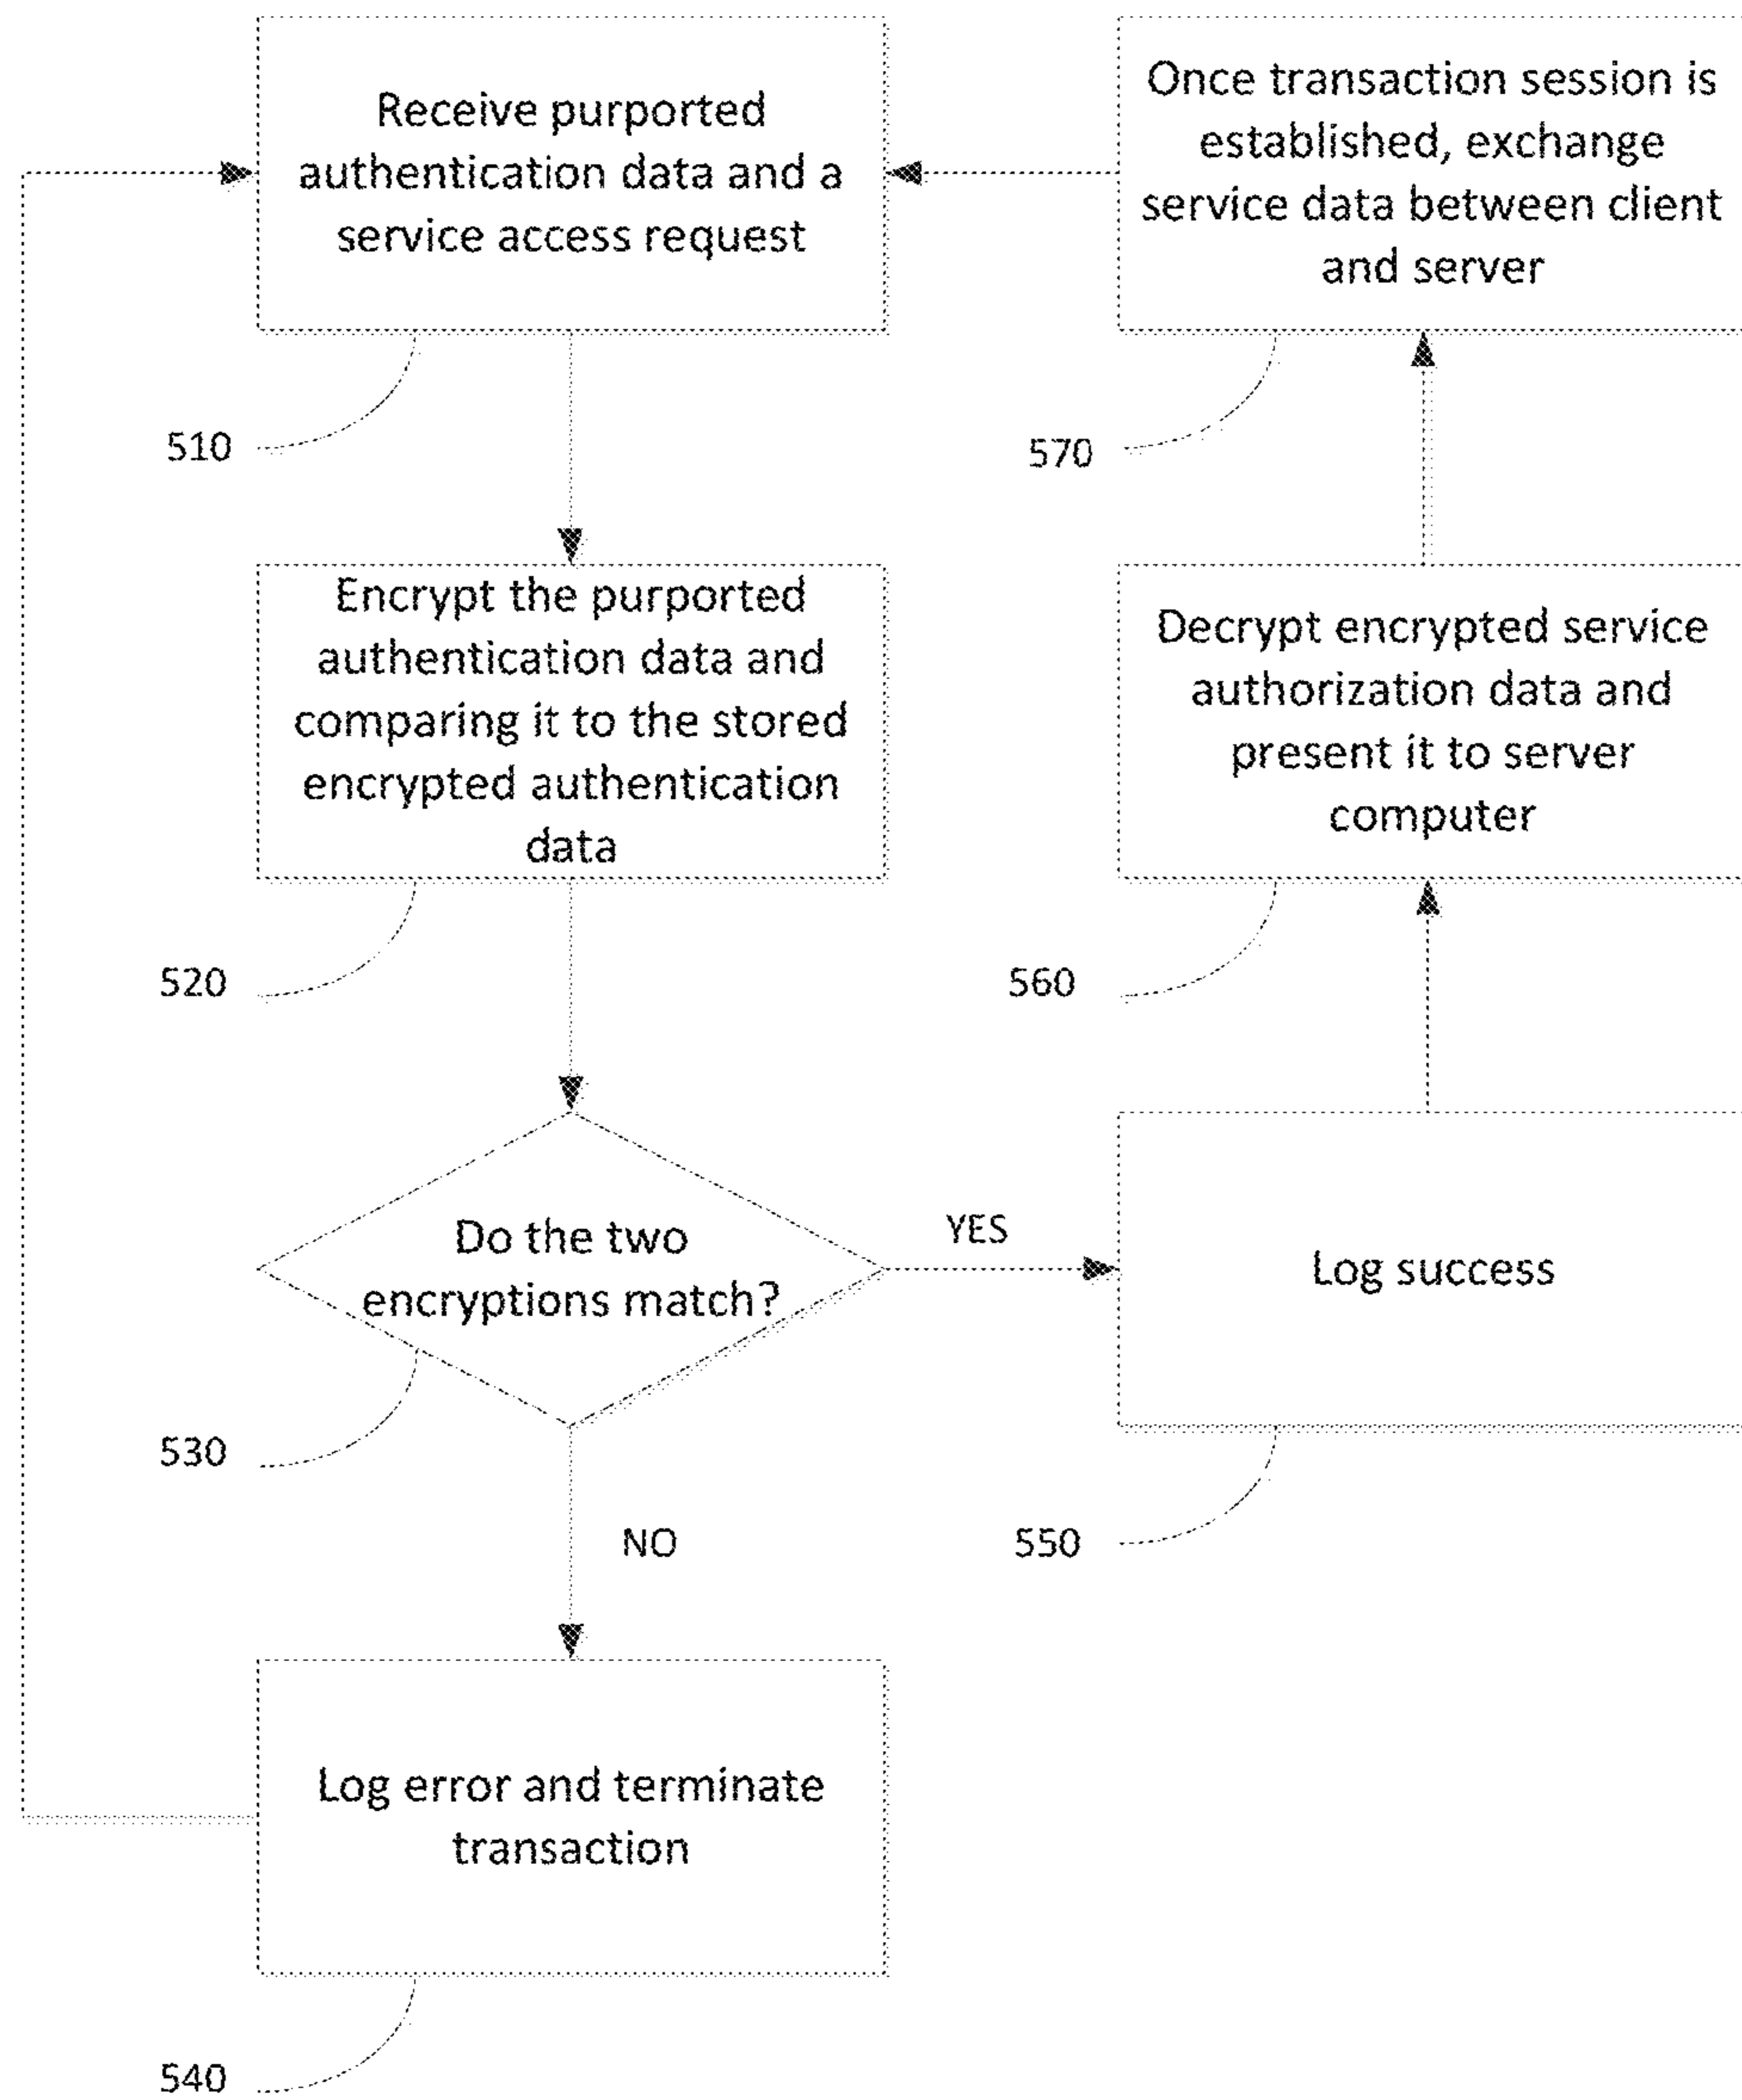 Receive purported
authentication data and a
service access request
510
Encrypt the purported
authentication data and
comparing it to the stored
encrypted authentication
data
520
Do the two
encryptions match?
530
YES
NO
Log error and terminate
transaction
540
Log success
550
Decrypt encrypted service
authorization data and
present it to server
computer
560
Once transaction session is
established, exchange
service data between client
and server
570